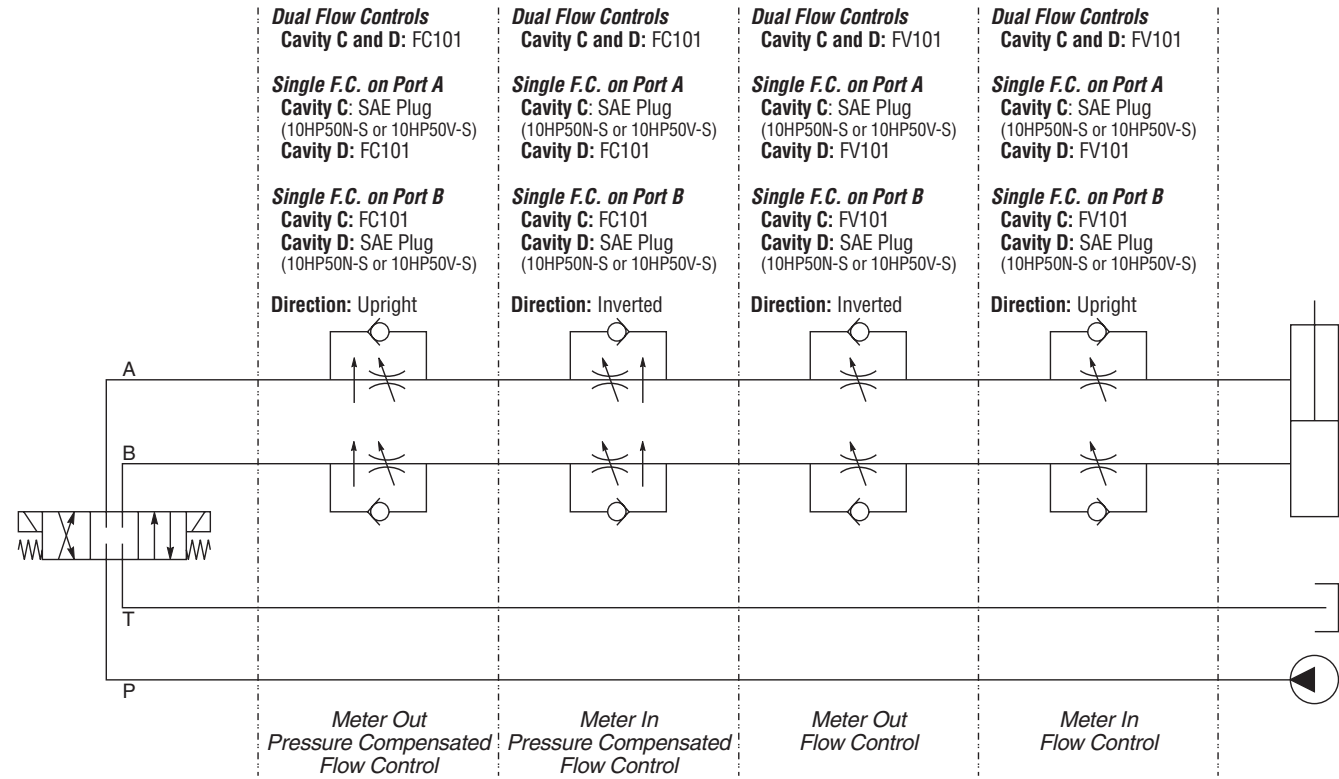 Dual Flow Controls
Cavity C and D: FC101
Single F.C. on Port A
Cavity C: SAE Plug
(10HP50N-S or 10HP50V-S)
Cavity D: FC101
Single F.C. on Port B
Cavity C: FC101
Cavity D: SAE Plug
(10HP50N-S or 10HP50V-S)
Direction: Upright
Dual Flow Controls
Cavity C and D: FC101
Single F.C. on Port A
Cavity C: SAE Plug
(10HP50N-S or 10HP50V-S)
Cavity D: FC101
Single F.C. on Port B
Cavity C: FC101
Cavity D: SAE Plug
(10HP50N-S or 10HP50V-S)
Direction: Inverted
Dual Flow Controls
Cavity C and D: FV101
Single F.C. on Port A
Cavity C: SAE Plug
(10HP50N-S or 10HP50V-S)
Cavity D: FV101
Single F.C. on Port B
Cavity C: FV101
Cavity D: SAE Plug
(10HP50N-S or 10HP50V-S)
Direction: Inverted
Dual Flow Controls
Cavity C and D: FV101
Single F.C. on Port A
Cavity C: SAE Plug
(10HP50N-S or 10HP50V-S)
Cavity D: FV101
Single F.C. on Port B
Cavity C: FV101
Cavity D: SAE Plug
(10HP50N-S or 10HP50V-S)
Direction: Upright
A
B
T
P
Meter Out
Pressure Compensated
Flow Control
Meter In
Pressure Compensated
Flow Control
Meter Out
Flow Control
Meter In
Flow Control